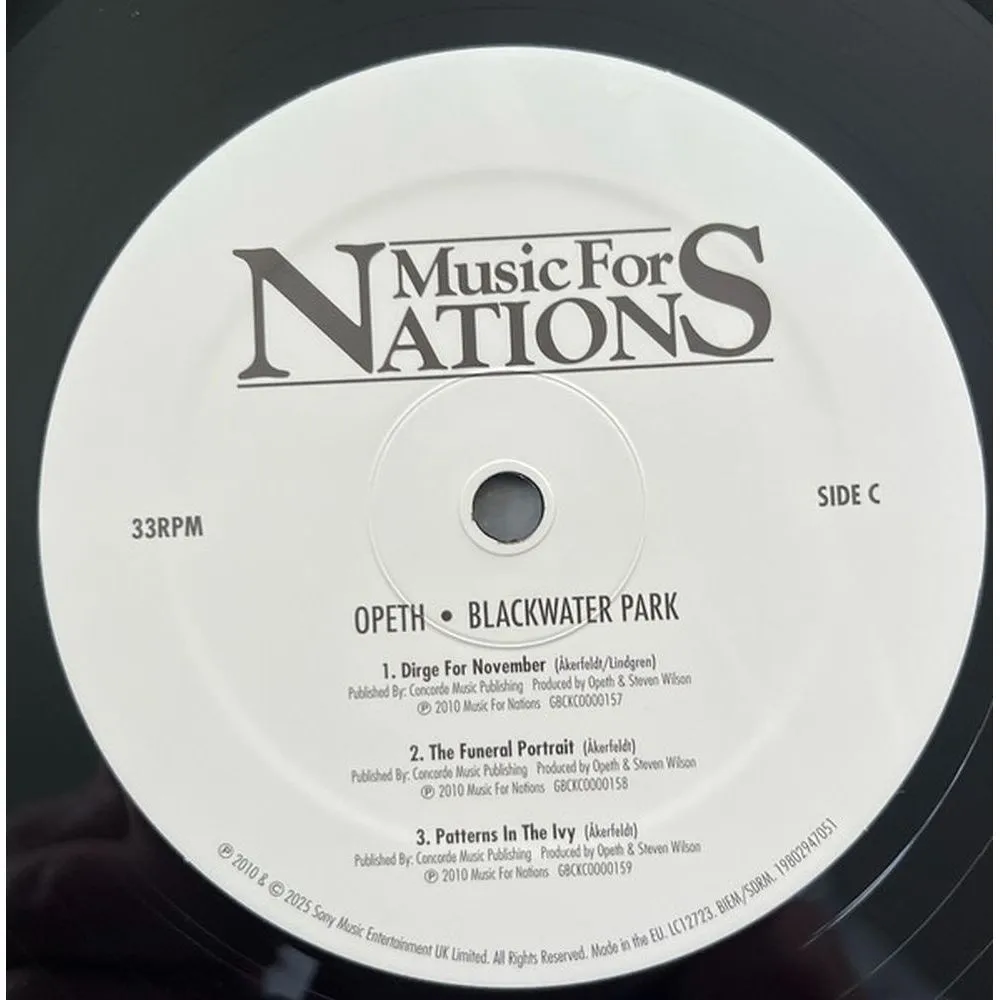 Music For
NATIONS
33RPM
SIDE C
OPETH • BLACKWATER PARK
1. Dirge For November (Åkerfeldt/Lindgren)
Published By: Concorde Music Publishing Produced by Opeth & Steven Wilson
℗ 2010 Music For Nations GBCKC0000157
2. The Funeral Portrait (Åkerfeldt)
Published By: Concorde Music Publishing Produced by Opeth & Steven Wilson
℗ 2010 Music For Nations GBCKC0000158
3. Patterns In The Ivy (Åkerfeldt)
Published By: Concorde Music Publishing Produced by Opeth & Steven Wilson
℗ 2010 Music For Nations GBCKC0000159
℗ 2010 & © 2025 Sony Music Entertainment UK Limited. All Rights Reserved. Made in the EU. LC12723. BIEM/SDRM. 19802947051